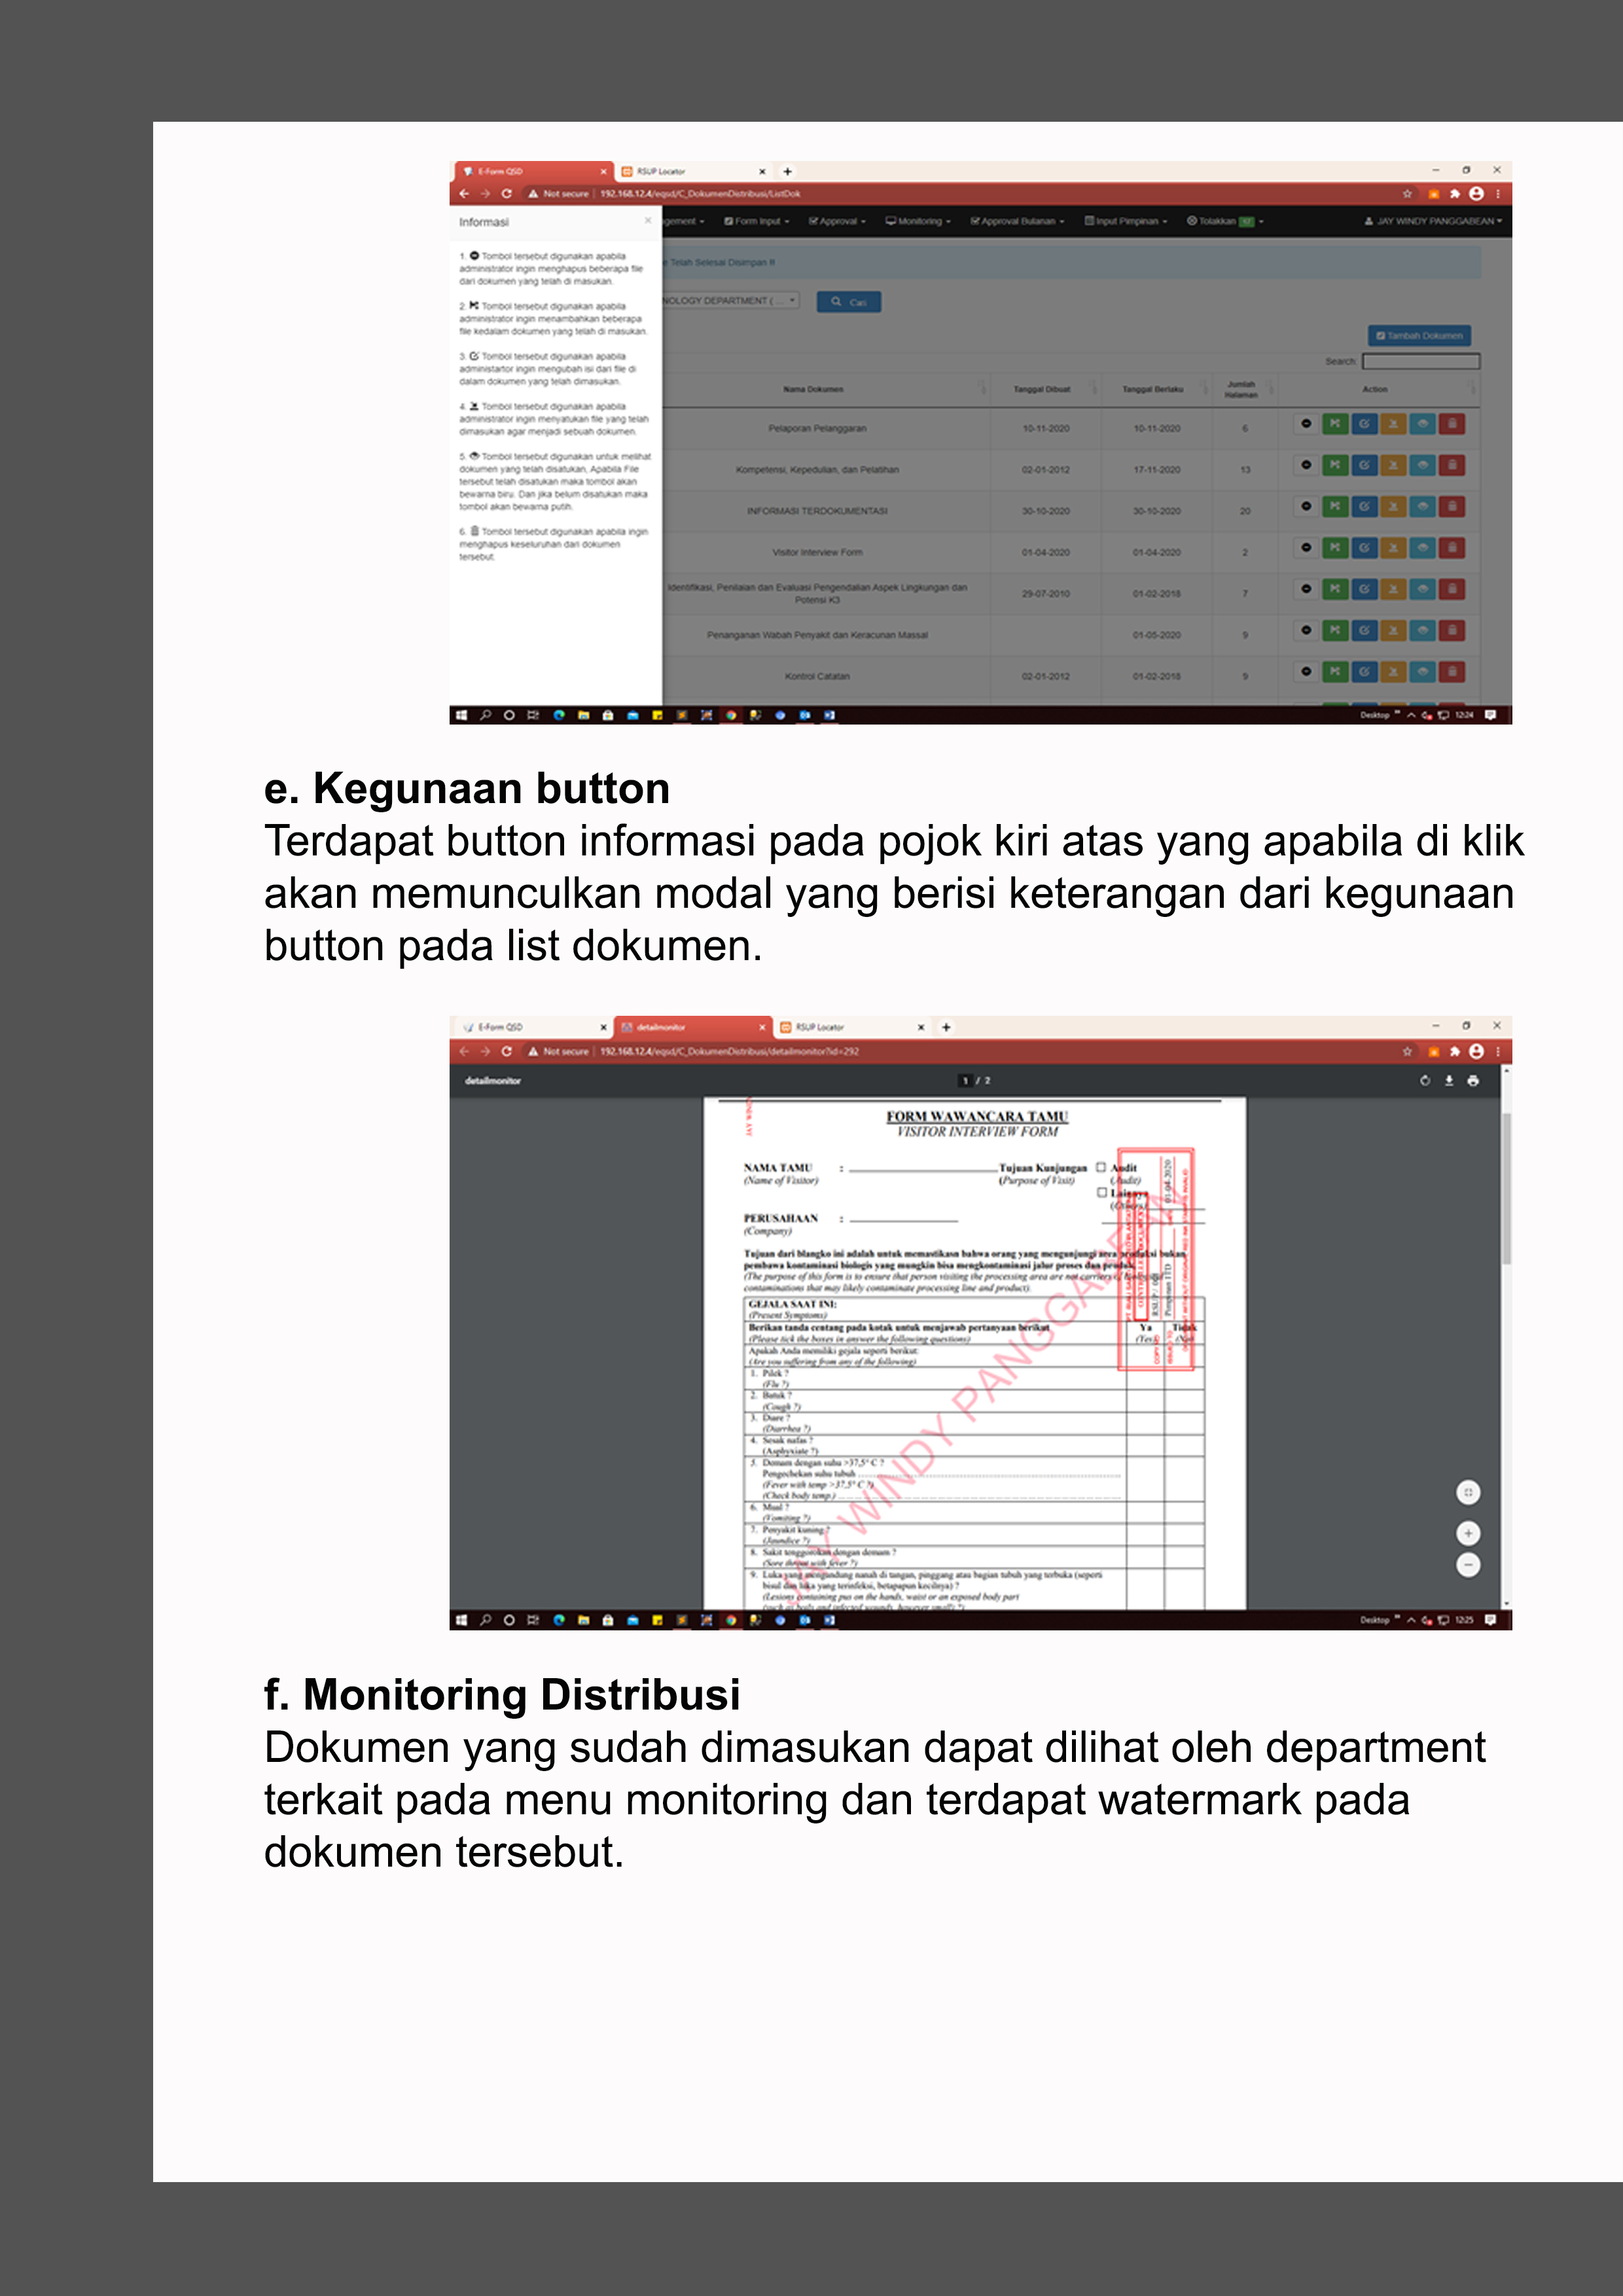 E-Form QSD
RSUP Locator
Not secure | 192.168.12.4/eqsd/C_DokumenDistribusi/ListDok
Informasi
gement
Form Input
Approval
Monitoring
Approval Bulanan
Input Pimpinan
Tolakkan
JAY WINDY PANGGABEAN
1. Tombol tersebut digunakan apabila
administrator ingin menghapus beberapa file
dari dokumen yang telah di masukan.
2. Tombol tersebut digunakan apabila
administrator ingin menambahkan beberapa
file kedalam dokumen yang telah di masukan.
3. Tombol tersebut digunakan apabila
administartor ingin mengubah isi dari file di
dalam dokumen yang telah dimasukan.
4. Tombol tersebut digunakan apabila
administrator ingin menyatukan file yang telah
dimasukan agar menjadi sebuah dokumen.
5. Tombol tersebut digunakan untuk melihat
dokumen yang telah disatukan, Apabila File
tersebut telah disatukan maka tombol akan
bewarna biru. Dan jika belum disatukan maka
tombol akan bewarna putih.
6. Tombol tersebut digunakan apabila ingin
menghapus keseluruhan dari dokumen
tersebut.
e Telah Selesai Disimpan !!
NOLOGY DEPARTMENT ( ...
Cari
Tambah Dokumen
Search:
Nama Dokumen
Tanggal Dibuat
Tanggal Berlaku
Jumlah
Halaman
Action
Pelaporan Pelanggaran 10-11-2020 10-11-2020 6
Kompetensi, Kepedulian, dan Pelatihan 02-01-2012 17-11-2020 13
INFORMASI TERDOKUMENTASI 30-10-2020 30-10-2020 20
Visitor Interview Form 01-04-2020 01-04-2020 2
Identifikasi, Penilaian dan Evaluasi Pengendalian Aspek Lingkungan dan
Potensi K3 29-07-2010 01-02-2018 7
Penanganan Wabah Penyakit dan Keracunan Massal 01-05-2020 9
Kontrol Catatan 02-01-2012 01-02-2018 9
Desktop 12:24
e. Kegunaan button
Terdapat button informasi pada pojok kiri atas yang apabila di klik
akan memunculkan modal yang berisi keterangan dari kegunaan
button pada list dokumen.
E-Form QSD
detailmonitor
RSUP Locator
Not secure | 192.168.12.4/eqsd/C_DokumenDistribusi/detailmonitor?id=292
detailmonitor
1 / 2
FORM WAWANCARA TAMU
VISITOR INTERVIEW FORM
NAMA TAMU : Tujuan Kunjungan Audit
(Name of Visitor) (Purpose of Visit) (Audit)
Lainnya
(Others)
PERUSAHAAN :
(Company)
Tujuan dari blangko ini adalah untuk memastikasn bahwa orang yang mengunjungi area produksi bukan
pembawa kontaminasi biologis yang mungkin bisa mengkontaminasi jalur proses dan produk.
(The purpose of this form is to ensure that person visiting the processing area are not carriers of biological
contaminations that may likely contaminate processing line and product).
GEJALA SAAT INI:
(Present Symptoms)
Berikan tanda centang pada kotak untuk menjawab pertanyaan berikut Ya Tidak
(Please tick the boxes in answer the following questions) (Yes) (No)
Apakah Anda memiliki gejala seperti berikut:
(Are you suffering from any of the following)
1. Pilek ?
(Flu ?)
2. Batuk ?
(Cough ?)
3. Diare ?
(Diarrhea ?)
4. Sesak nafas ?
(Asphyxiate ?)
5. Demam dengan suhu >37,5° C ?
Pengechekan suhu tubuh
(Fever with temp >37,5° C ?)
(Check body temp.)
6. Mual ?
(Vomiting ?)
7. Penyakit kuning ?
(Jaundice ?)
8. Sakit tenggorokan dengan demam ?
(Sore throat with fever ?)
9. Luka yang mengandung nanah di tangan, pinggang atau bagian tubuh yang terbuka (seperti
bisul dan luka yang terinfeksi, betapapun kecilnya) ?
(Lesions containing pus on the hands, waist or an exposed body part
(such as boils and infected wounds, however small) ?)
JAY WINDY PANGGABEAN
01-04-2020
Pimpinan ITD
Desktop 12:25
f. Monitoring Distribusi
Dokumen yang sudah dimasukan dapat dilihat oleh department
terkait pada menu monitoring dan terdapat watermark pada
dokumen tersebut.